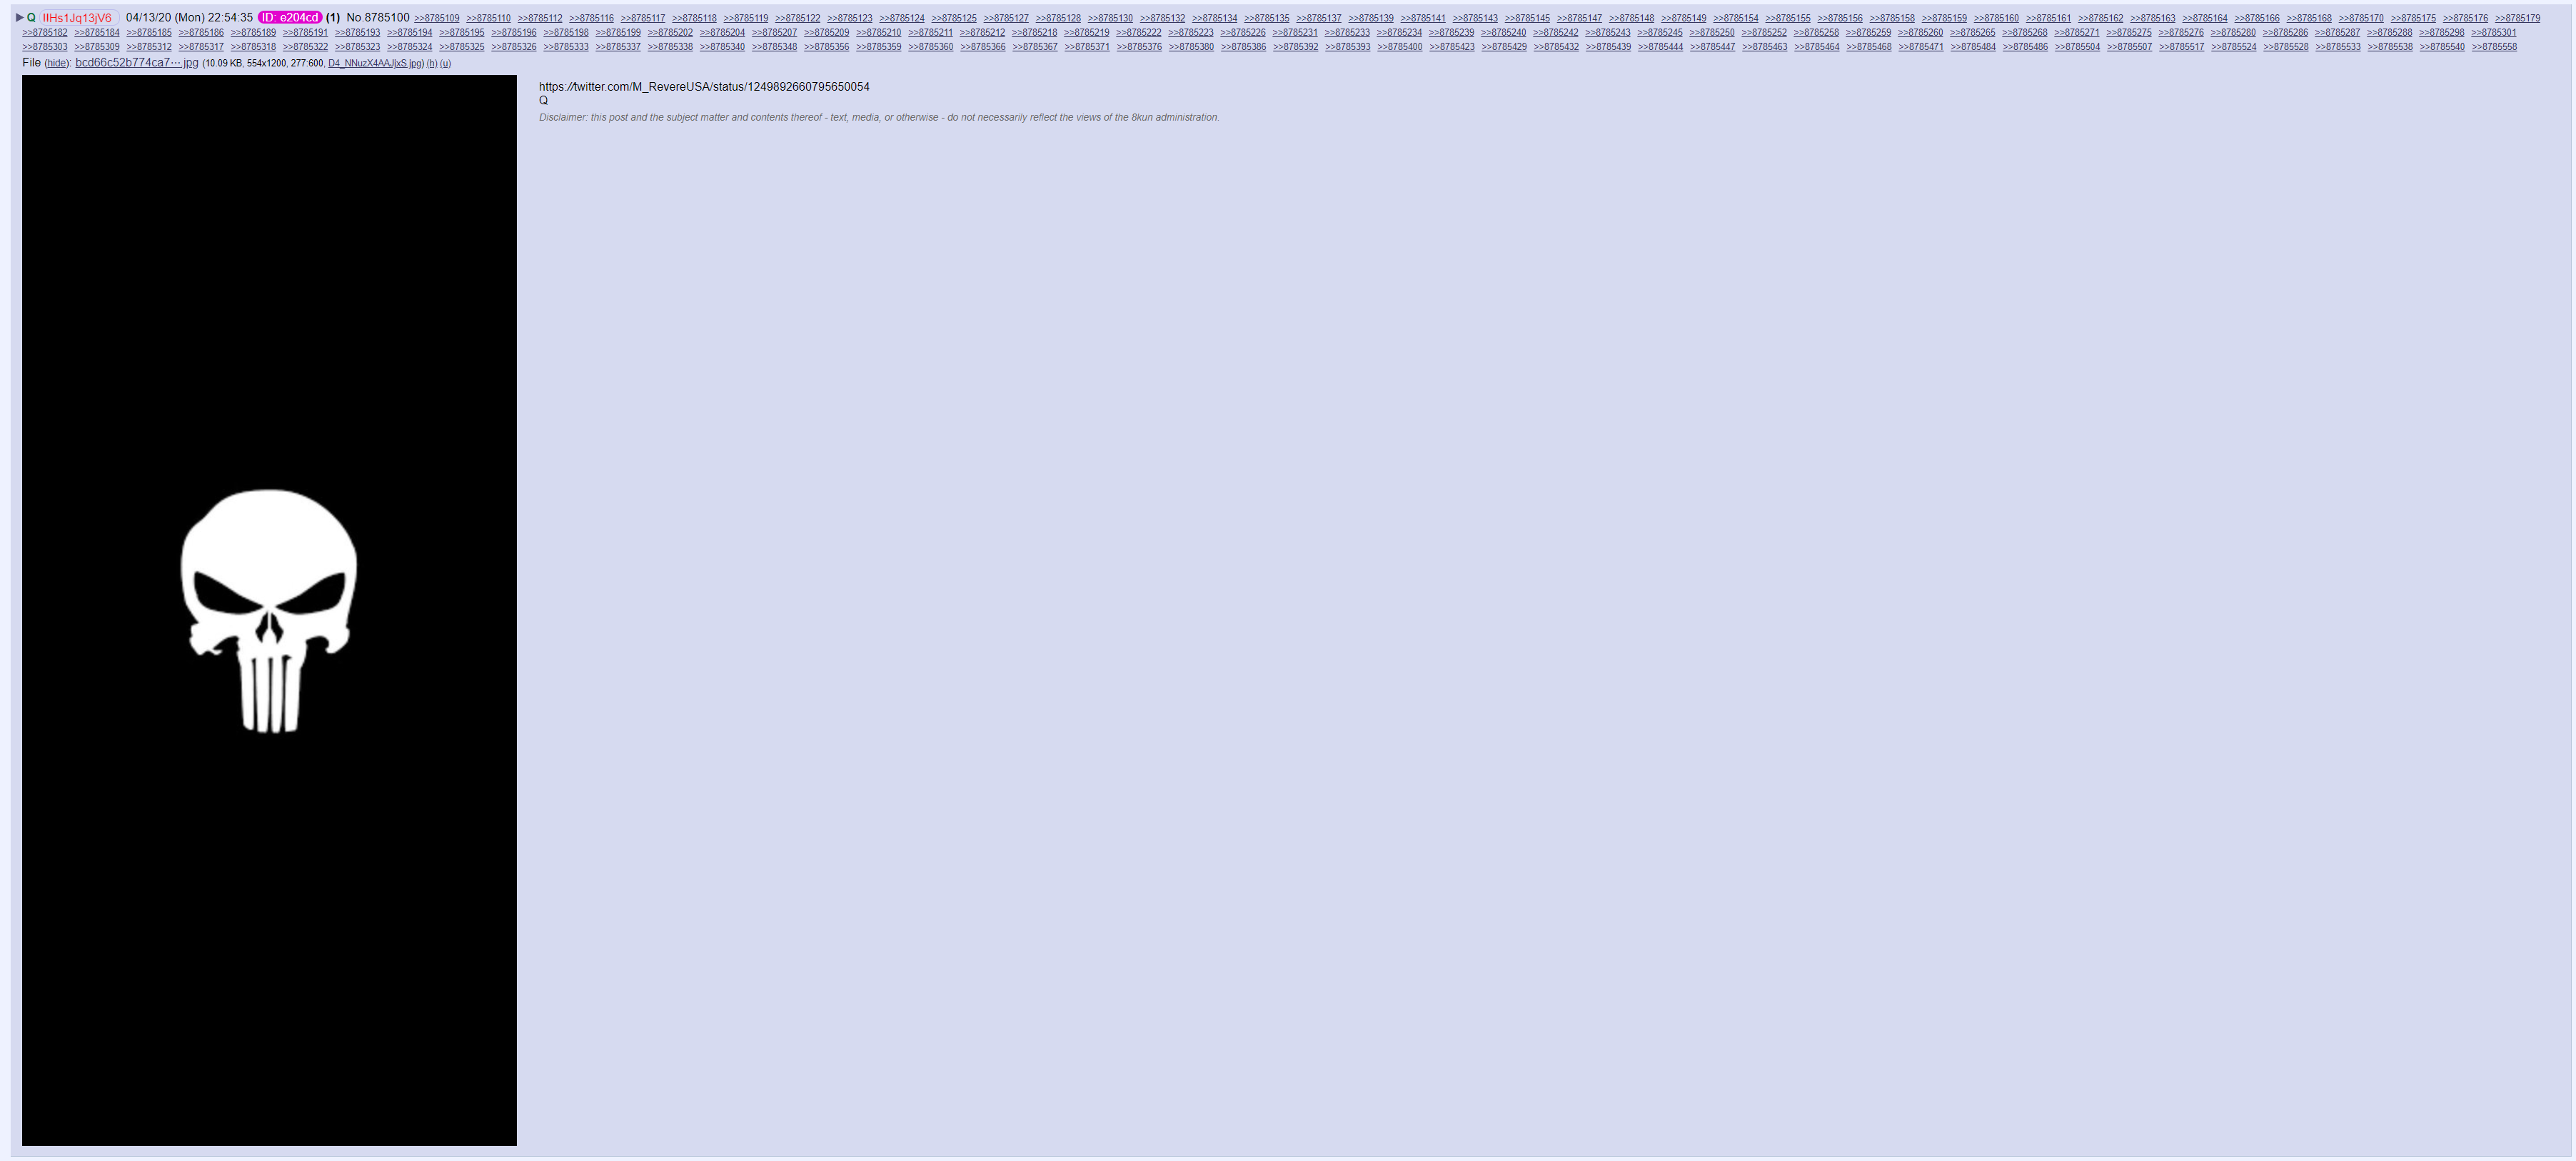 ▶Q !!Hs1Jq13jV6 04/13/20 (Mon) 22:54:35 ID: e204cd (1) No.8785100 >>8785109 >>8785110 >>8785112 >>8785116 >>8785117 >>8785118 >>8785119 >>8785122 >>8785123 >>8785124 >>8785125 >>8785127 >>8785128 >>8785130 >>8785132 >>8785134 >>8785135 >>8785137 >>8785139 >>8785141 >>8785143 >>8785145 >>8785147 >>8785148 >>8785149 >>8785154 >>8785155 >>8785156 >>8785158 >>8785159 >>8785160 >>8785161 >>8785162 >>8785163 >>8785164 >>8785166 >>8785168 >>8785170 >>8785175 >>8785176 >>8785179
>>8785182 >>8785184 >>8785185 >>8785186 >>8785189 >>8785191 >>8785193 >>8785194 >>8785195 >>8785196 >>8785198 >>8785199 >>8785202 >>8785204 >>8785207 >>8785209 >>8785210 >>8785211 >>8785212 >>8785218 >>8785219 >>8785222 >>8785223 >>8785226 >>8785231 >>8785233 >>8785234 >>8785239 >>8785240 >>8785242 >>8785243 >>8785245 >>8785250 >>8785252 >>8785258 >>8785259 >>8785260 >>8785265 >>8785268 >>8785271 >>8785275 >>8785276 >>8785280 >>8785286 >>8785287 >>8785288 >>8785298 >>8785301
>>8785303 >>8785309 >>8785312 >>8785317 >>8785318 >>8785322 >>8785323 >>8785324 >>8785325 >>8785326 >>8785333 >>8785337 >>8785338 >>8785340 >>8785348 >>8785356 >>8785359 >>8785360 >>8785366 >>8785367 >>8785371 >>8785376 >>8785380 >>8785386 >>8785392 >>8785393 >>8785400 >>8785423 >>8785429 >>8785432 >>8785439 >>8785444 >>8785447 >>8785463 >>8785464 >>8785468 >>8785471 >>8785484 >>8785486 >>8785504 >>8785507 >>8785517 >>8785524 >>8785528 >>8785533 >>8785538 >>8785540 >>8785558
File (hide): bcd66c52b774ca7⋯.jpg (10.09 KB, 554x1200, 277:600, D4_NNuzX4AAJjxS.jpg) (h) (u)
https://twitter.com/M_RevereUSA/status/1249892660795650054
Q
Disclaimer: this post and the subject matter and contents thereof - text, media, or otherwise - do not necessarily reflect the views of the 8kun administration.